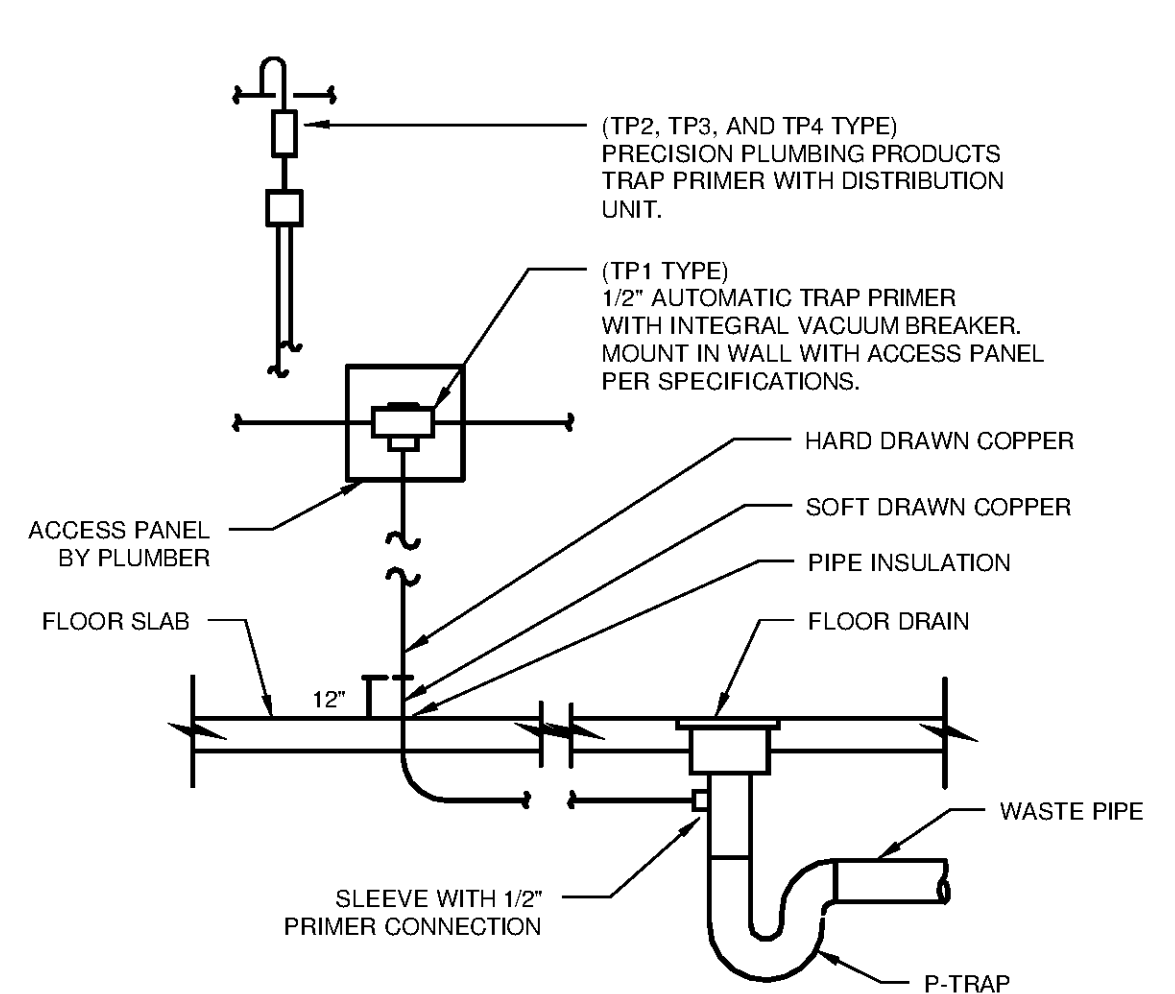 (TP2, TP3, AND TP4 TYPE)
PRECISION PLUMBING PRODUCTS
TRAP PRIMER WITH DISTRIBUTION
UNIT.
(TP1 TYPE)
1/2" AUTOMATIC TRAP PRIMER
WITH INTEGRAL VACUUM BREAKER.
MOUNT IN WALL WITH ACCESS PANEL
PER SPECIFICATIONS.
HARD DRAWN COPPER
SOFT DRAWN COPPER
ACCESS PANEL
BY PLUMBER
PIPE INSULATION
FLOOR SLAB
FLOOR DRAIN
12"
WASTE PIPE
SLEEVE WITH 1/2"
PRIMER CONNECTION
P-TRAP